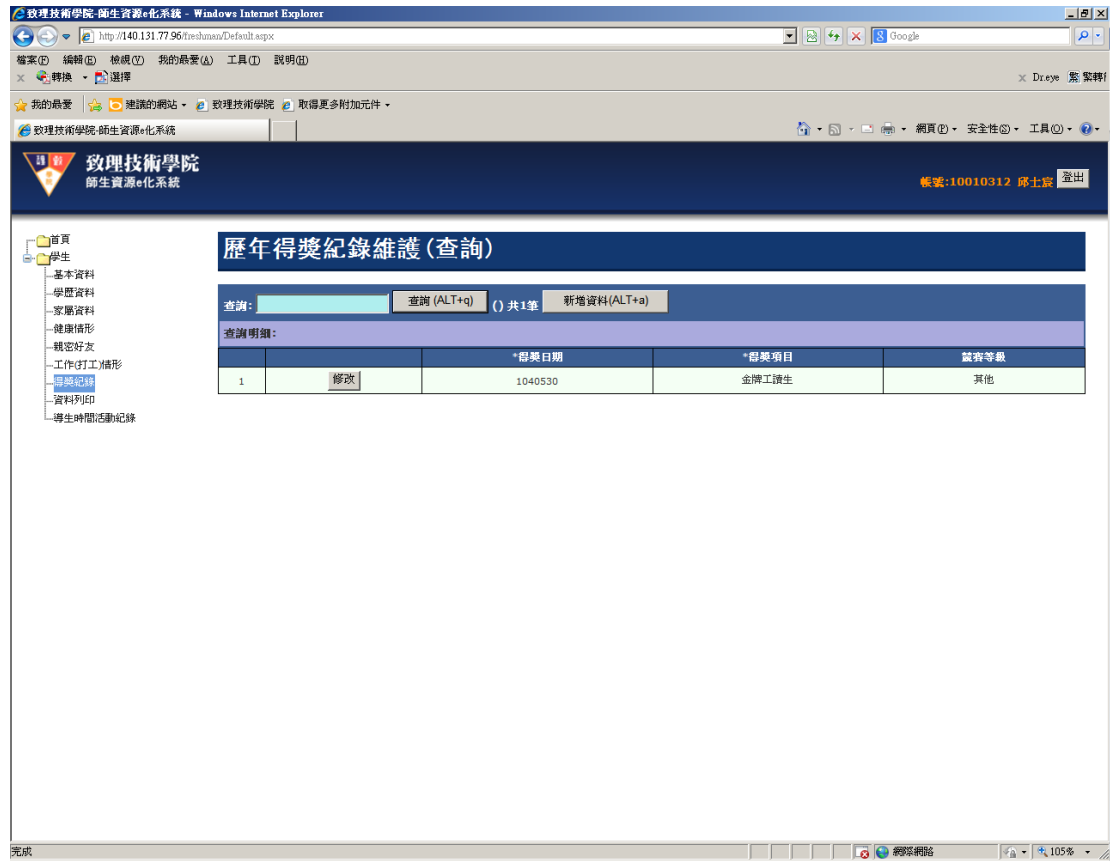 致理技術學院-師生資源e化系統 - Windows Internet Explorer
http://140.131.77.96/freshman/Default.aspx
Google
檔案(F) 編輯(E) 檢視(V) 我的最愛(A) 工具(T) 說明(H)
x 轉換 選擇
x Dr.eye 繁 繁轉
我的最愛 建議的網站 致理技術學院 取得更多附加元件
致理技術學院-師生資源e化系統
網頁(P) 安全性(S) 工具(O)
致理技術學院
師生資源e化系統
帳號:10010312 邱士宸 登出
首頁
學生
基本資料
學歷資料
家屬資料
健康情形
親密好友
工作(打工)情形
得獎紀錄
資料列印
導生時間活動紀錄
歷年得獎紀錄維護(查詢)
查詢: 查詢 (ALT+q) () 共1筆 新增資料(ALT+a)
查詢明細:
*得獎日期 *得獎項目 競賽等級
1 修改 1040530 金牌工讀生 其他
完成
網際網路
105%